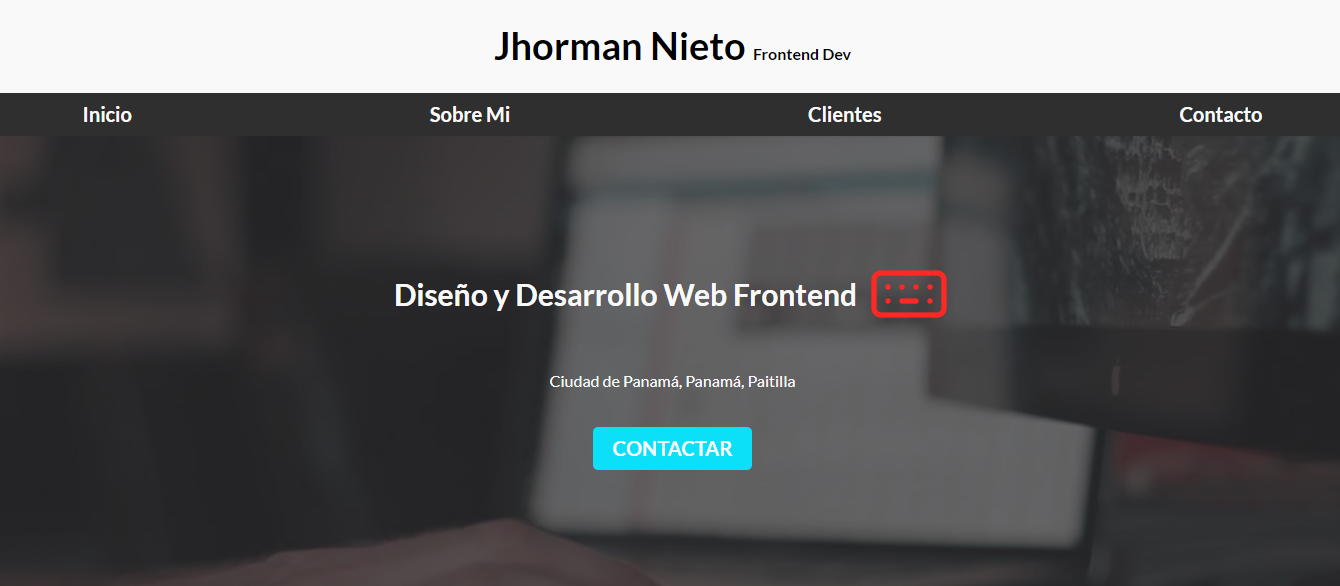 Jhorman Nieto Frontend Dev
Inicio Sobre Mi Clientes Contacto
Diseño y Desarrollo Web Frontend
Ciudad de Panamá, Panamá, Paitilla
CONTACTAR